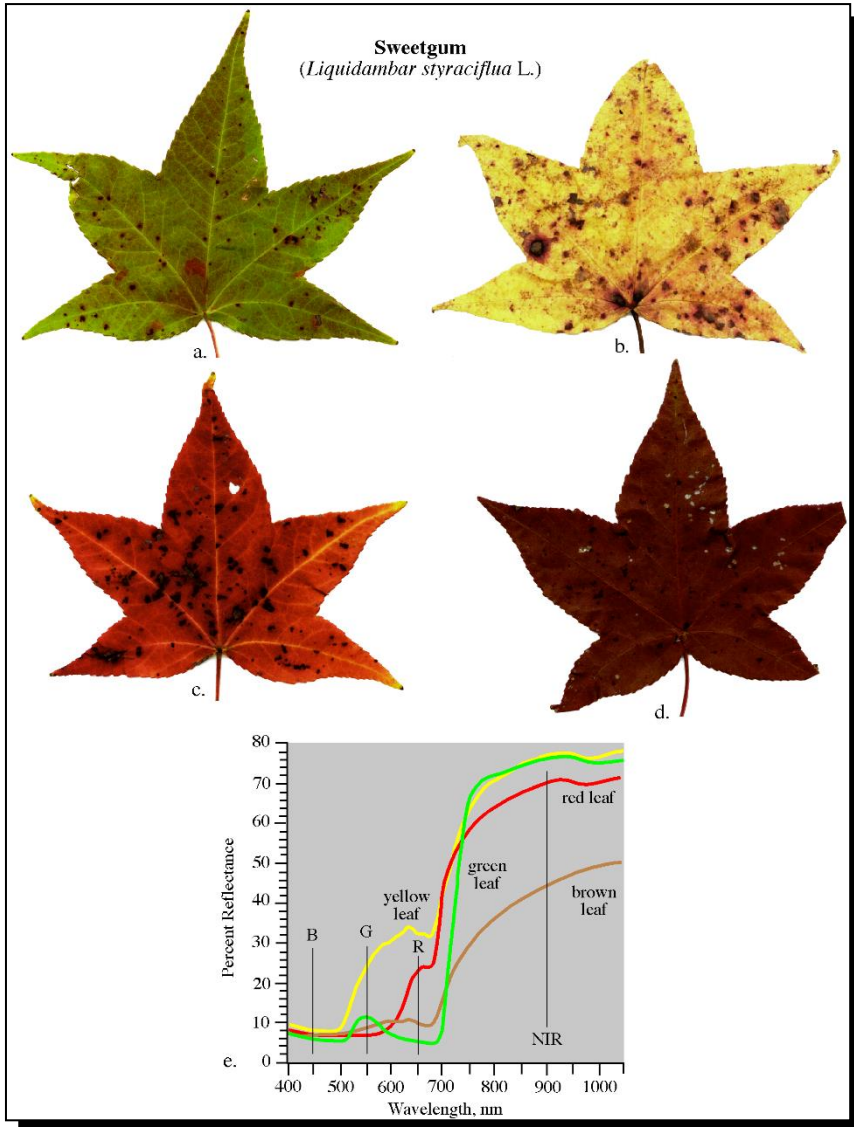 Sweetgum
(Liquidambar styraciflua L.)
a.
b.
c.
d.
e.
Percent Reflectance
80
70
60
50
40
30
20
10
0
B
G
R
NIR
yellow
leaf
green
leaf
red leaf
brown
leaf
400 500 600 700 800 900 1000
Wavelength, nm